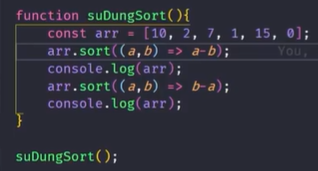 function suDungSort(){
const arr = [10, 2, 7, 1, 15, 0];
arr.sort((a,b) => a-b); You,
console.log(arr);
arr.sort((a,b) => b-a);
console.log(arr);
}
suDungSort();